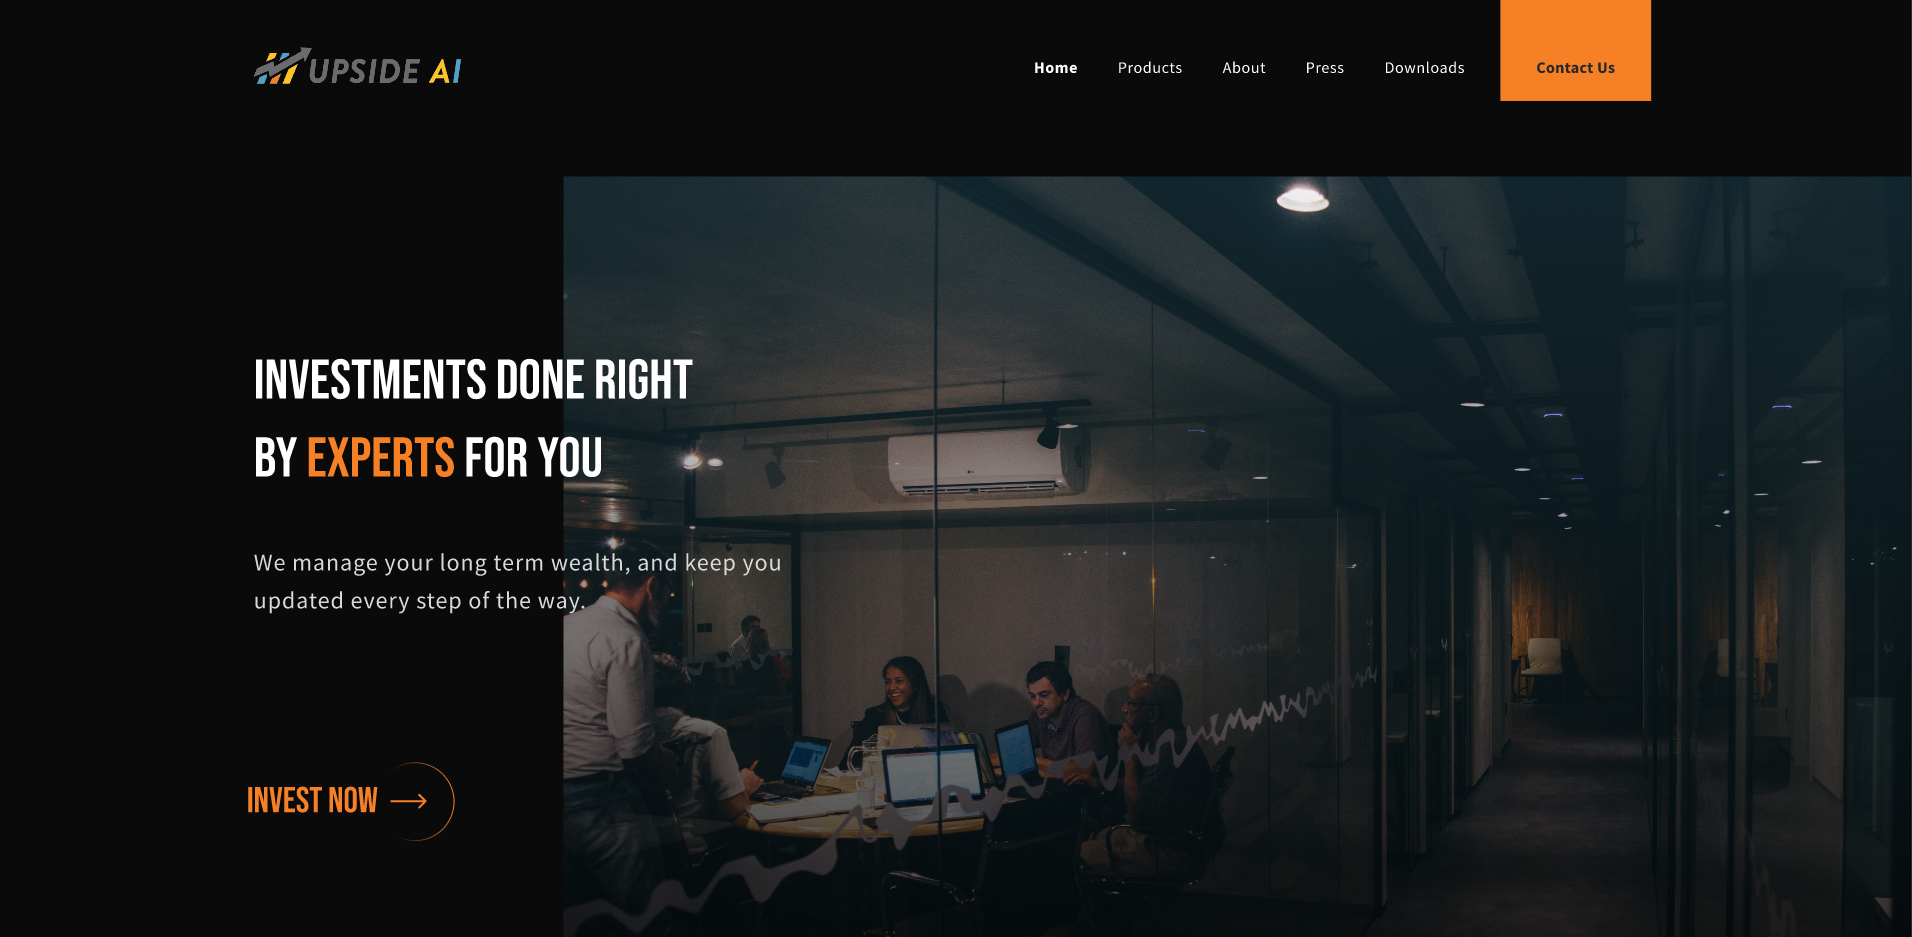 UPSIDE AI
Home Products About Press Downloads Contact Us
INVESTMENTS DONE RIGHT
BY EXPERTS FOR YOU
We manage your long term wealth, and keep you
updated every step of the way.
INVEST NOW